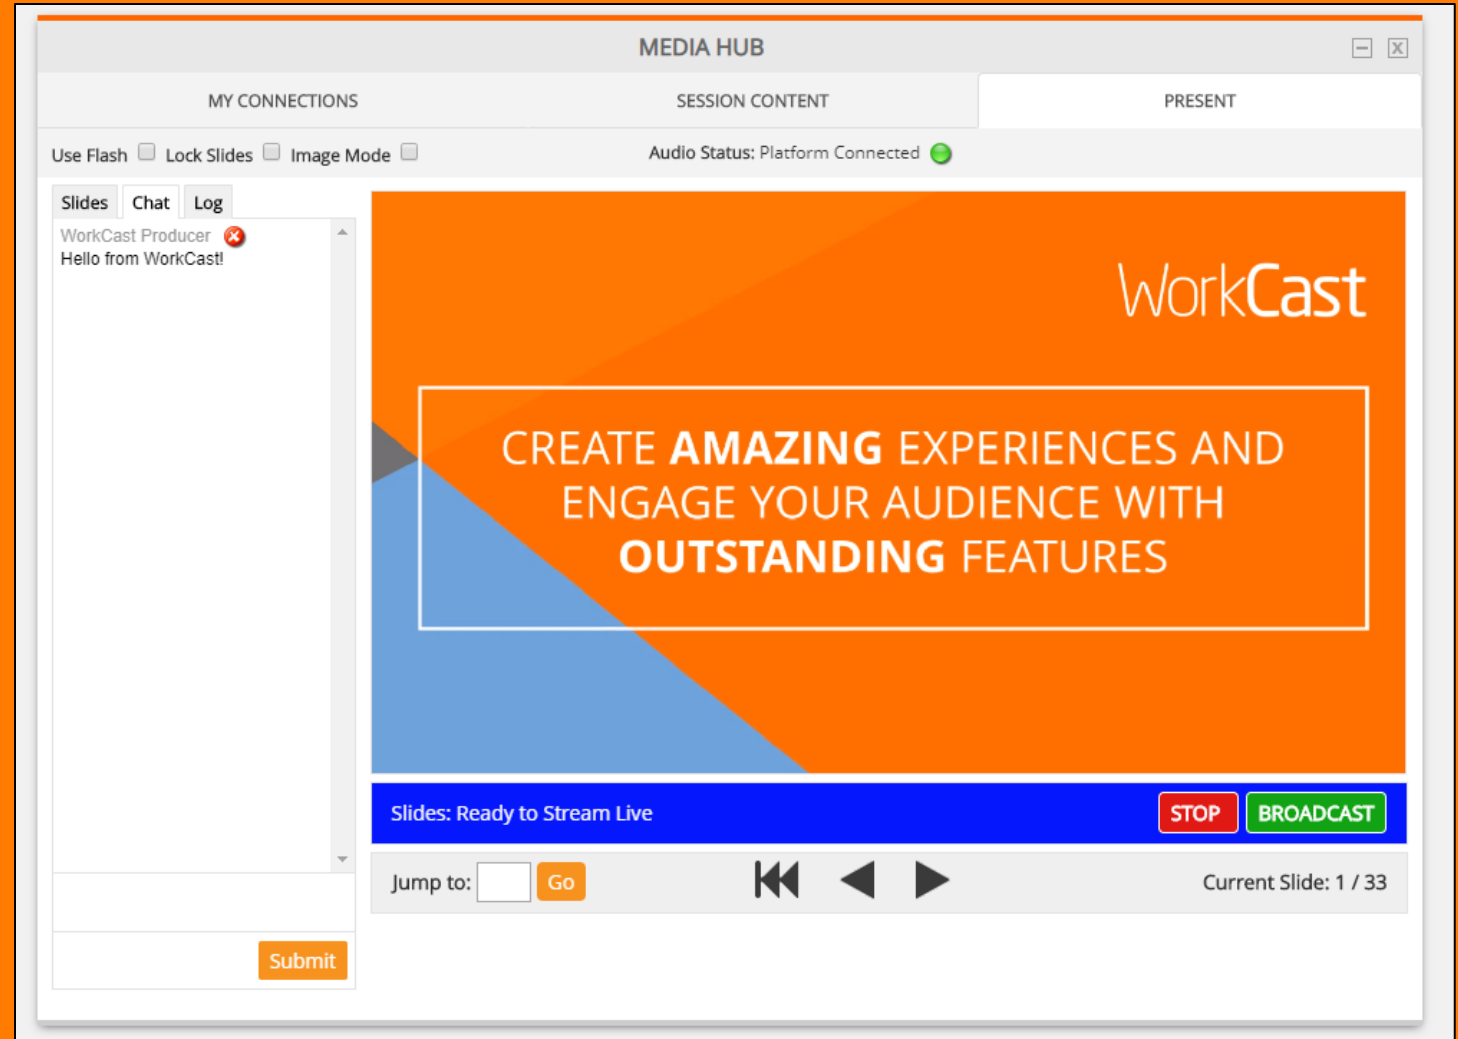 MEDIA HUB
MY CONNECTIONS
SESSION CONTENT
PRESENT
Use Flash Lock Slides Image Mode
Audio Status: Platform Connected
Slides Chat Log
WorkCast Producer
Hello from WorkCast!
WorkCast
CREATE AMAZING EXPERIENCES AND
ENGAGE YOUR AUDIENCE WITH
OUTSTANDING FEATURES
Slides: Ready to Stream Live
STOP
BROADCAST
Jump to:
Go
Current Slide: 1 / 33
Submit